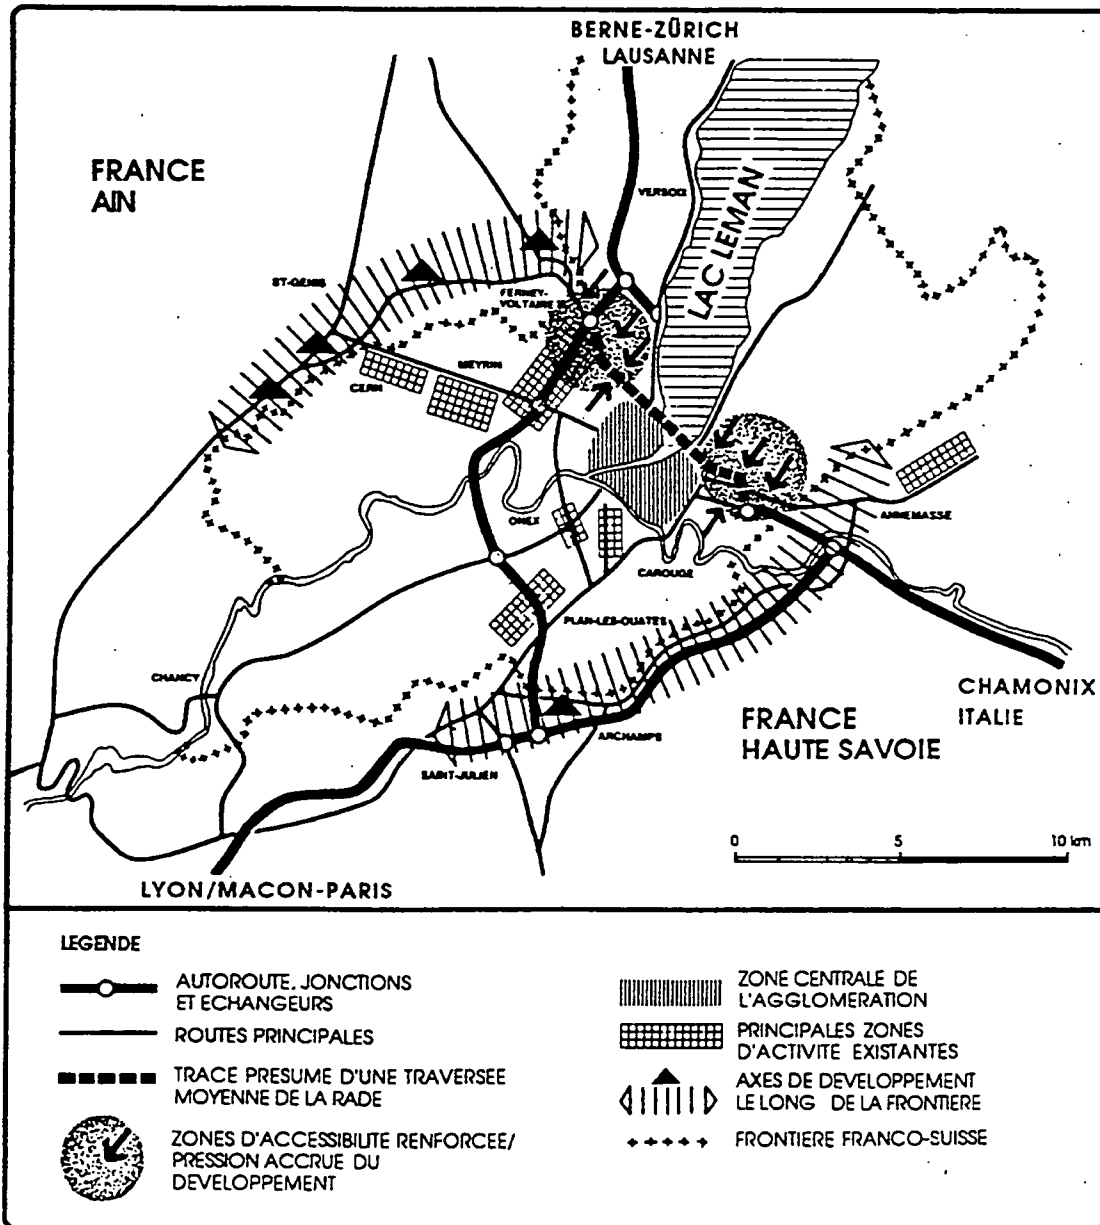 BERNE-ZÜRICH
LAUSANNE
FRANCE
AIN
VERSOIX
LAC LEMAN
ST-GENIS
FERNEY-
VOLTAIRE
MEYRIN
CERN
ONEX
ANNEMASSE
CAROUGE
PLAN-LES-OUATES
CHANCY
CHAMONIX
ITALIE
FRANCE
HAUTE SAVOIE
ARCHAMPS
SAINT-JULIEN
0 5 10 km
LYON/MACON-PARIS
LEGENDE
AUTOROUTE, JONCTIONS
ET ECHANGEURS
ROUTES PRINCIPALES
TRACE PRESUME D'UNE TRAVERSEE
MOYENNE DE LA RADE
ZONES D'ACCESSIBILITE RENFORCEE/
PRESSION ACCRUE DU
DEVELOPPEMENT
ZONE CENTRALE DE
L'AGGLOMERATION
PRINCIPALES ZONES
D'ACTIVITE EXISTANTES
AXES DE DEVELOPPEMENT
LE LONG DE LA FRONTIERE
FRONTIERE FRANCO-SUISSE